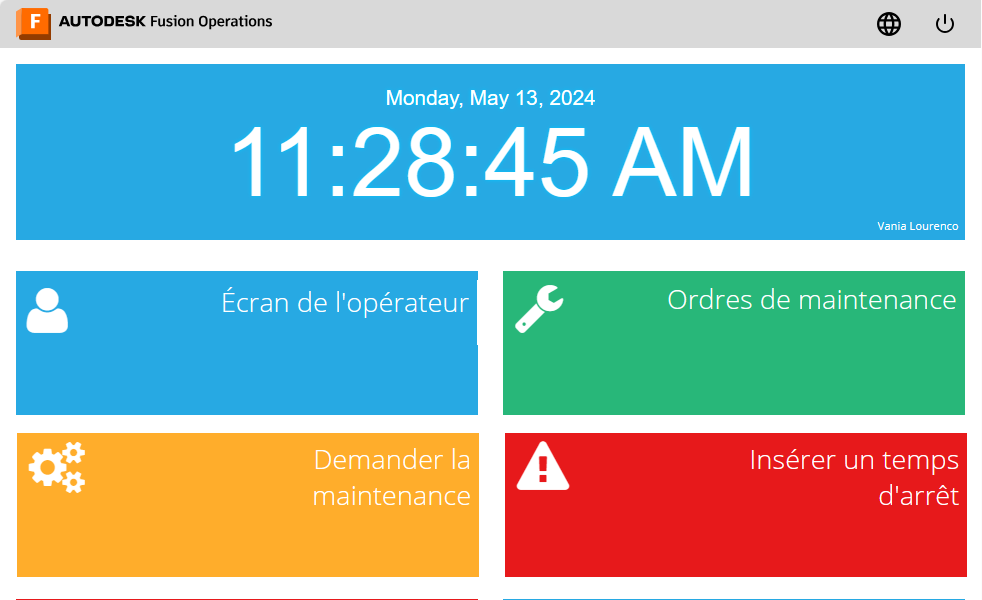 F AUTODESK Fusion Operations
Monday, May 13, 2024
11:28:45 AM
Vania Lourenco
Écran de l'opérateur
Ordres de maintenance
Demander la
maintenance
Insérer un temps
d'arrêt